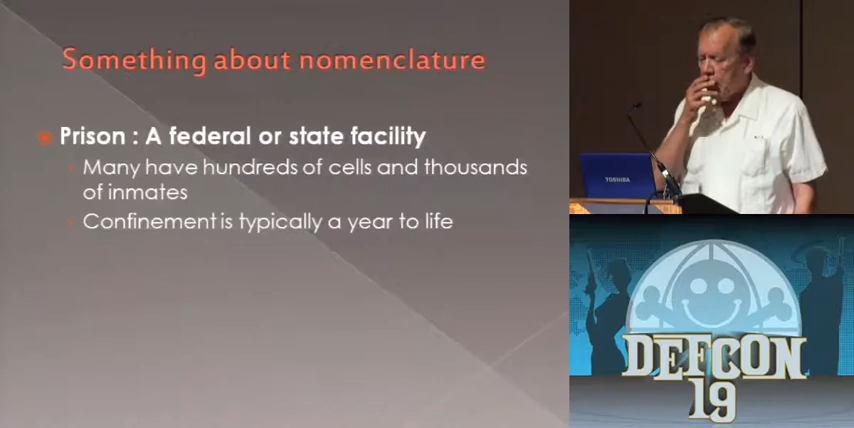 Something about nomenclature
Prison : A federal or state facility
Many have hundreds of cells and thousands
of inmates
Confinement is typically a year to life
TOSHIBA
DEFCON
19